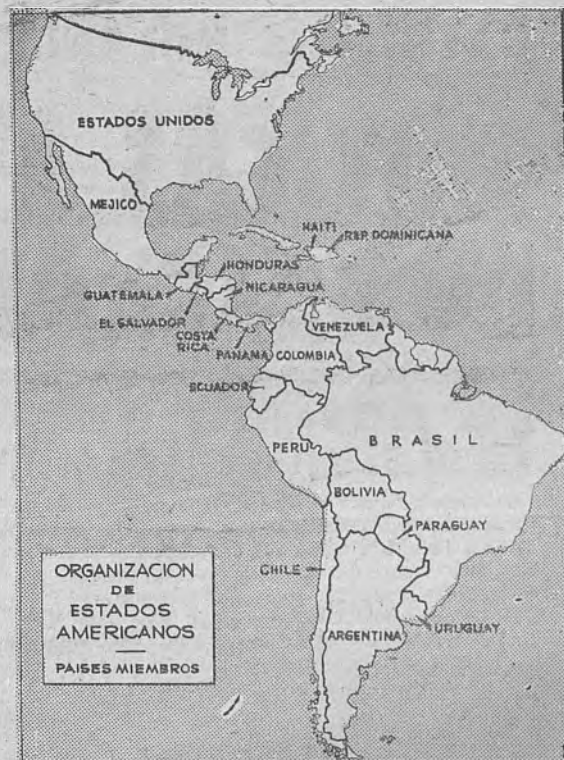 ESTADOS UNIDOS
MEJICO
HAITI
REP. DOMINICANA
HONDURAS
GUATEMALA
NICARAGUA
EL SALVADOR
COSTA
RICA
PANAMA
VENEZUELA
COLOMBIA
ECUADOR
BRASIL
PERU
BOLIVIA
PARAGUAY
CHILE
ARGENTINA
URUGUAY
ORGANIZACION
DE
ESTADOS
AMERICANOS
PAISES MIEMBROS